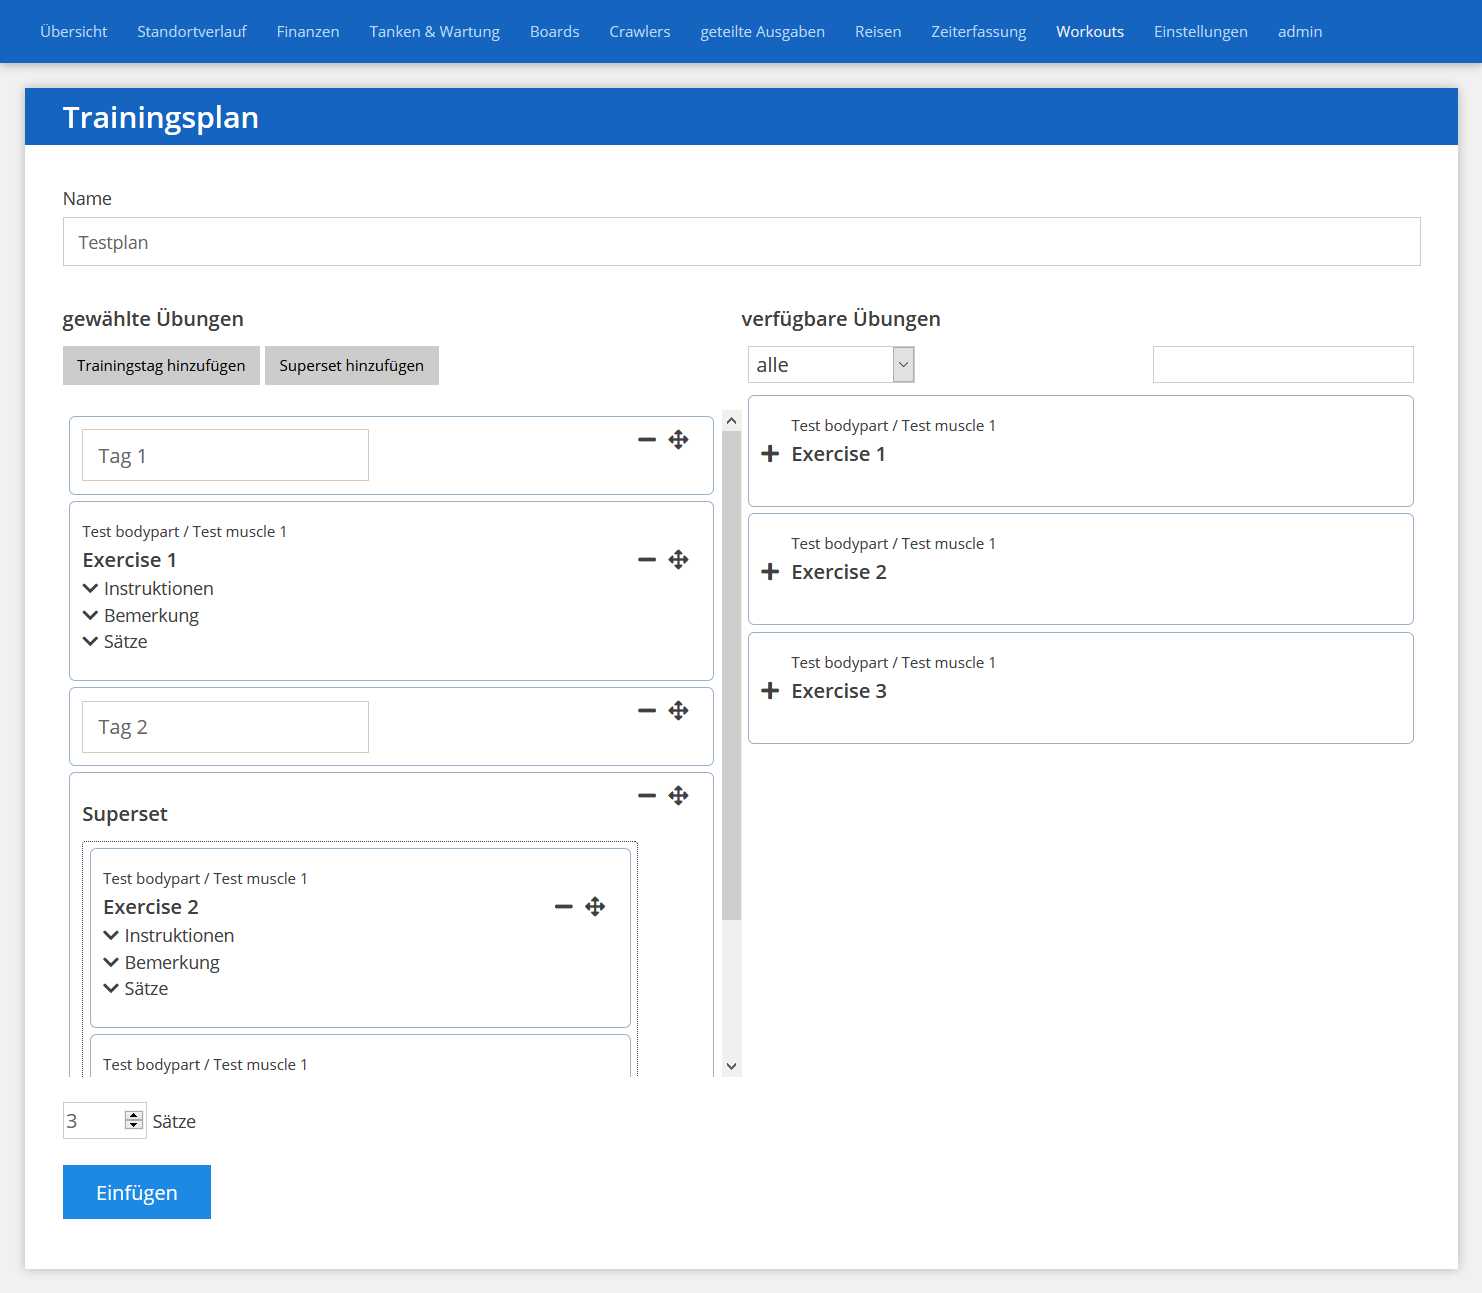 Übersicht Standortverlauf Finanzen Tanken & Wartung Boards Crawlers geteilte Ausgaben Reisen Zeiterfassung Workouts Einstellungen admin
Trainingsplan
Name
Testplan
gewählte Übungen
Trainingstag hinzufügen Superset hinzufügen
Tag 1
Test bodypart / Test muscle 1
Exercise 1
Instruktionen
Bemerkung
Sätze
Tag 2
Superset
Test bodypart / Test muscle 1
Exercise 2
Instruktionen
Bemerkung
Sätze
Test bodypart / Test muscle 1
verfügbare Übungen
alle
Test bodypart / Test muscle 1
Exercise 1
Test bodypart / Test muscle 1
Exercise 2
Test bodypart / Test muscle 1
Exercise 3
3 Sätze
Einfügen